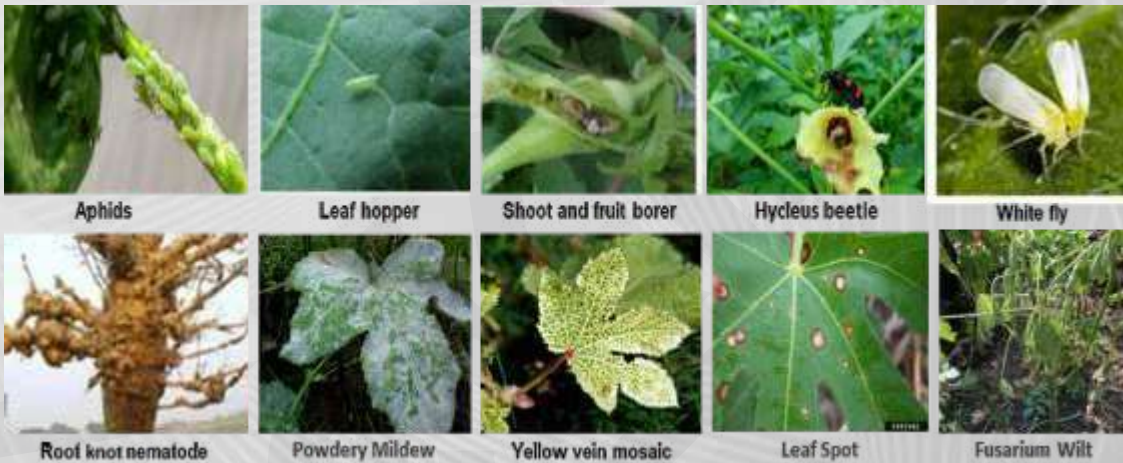 Aphids
Leaf hopper
Shoot and fruit borer
Hycleus beetle
White fly
Root knot nematode
Powdery Mildew
Yellow vein mosaic
Leaf Spot
Fusarium Wilt